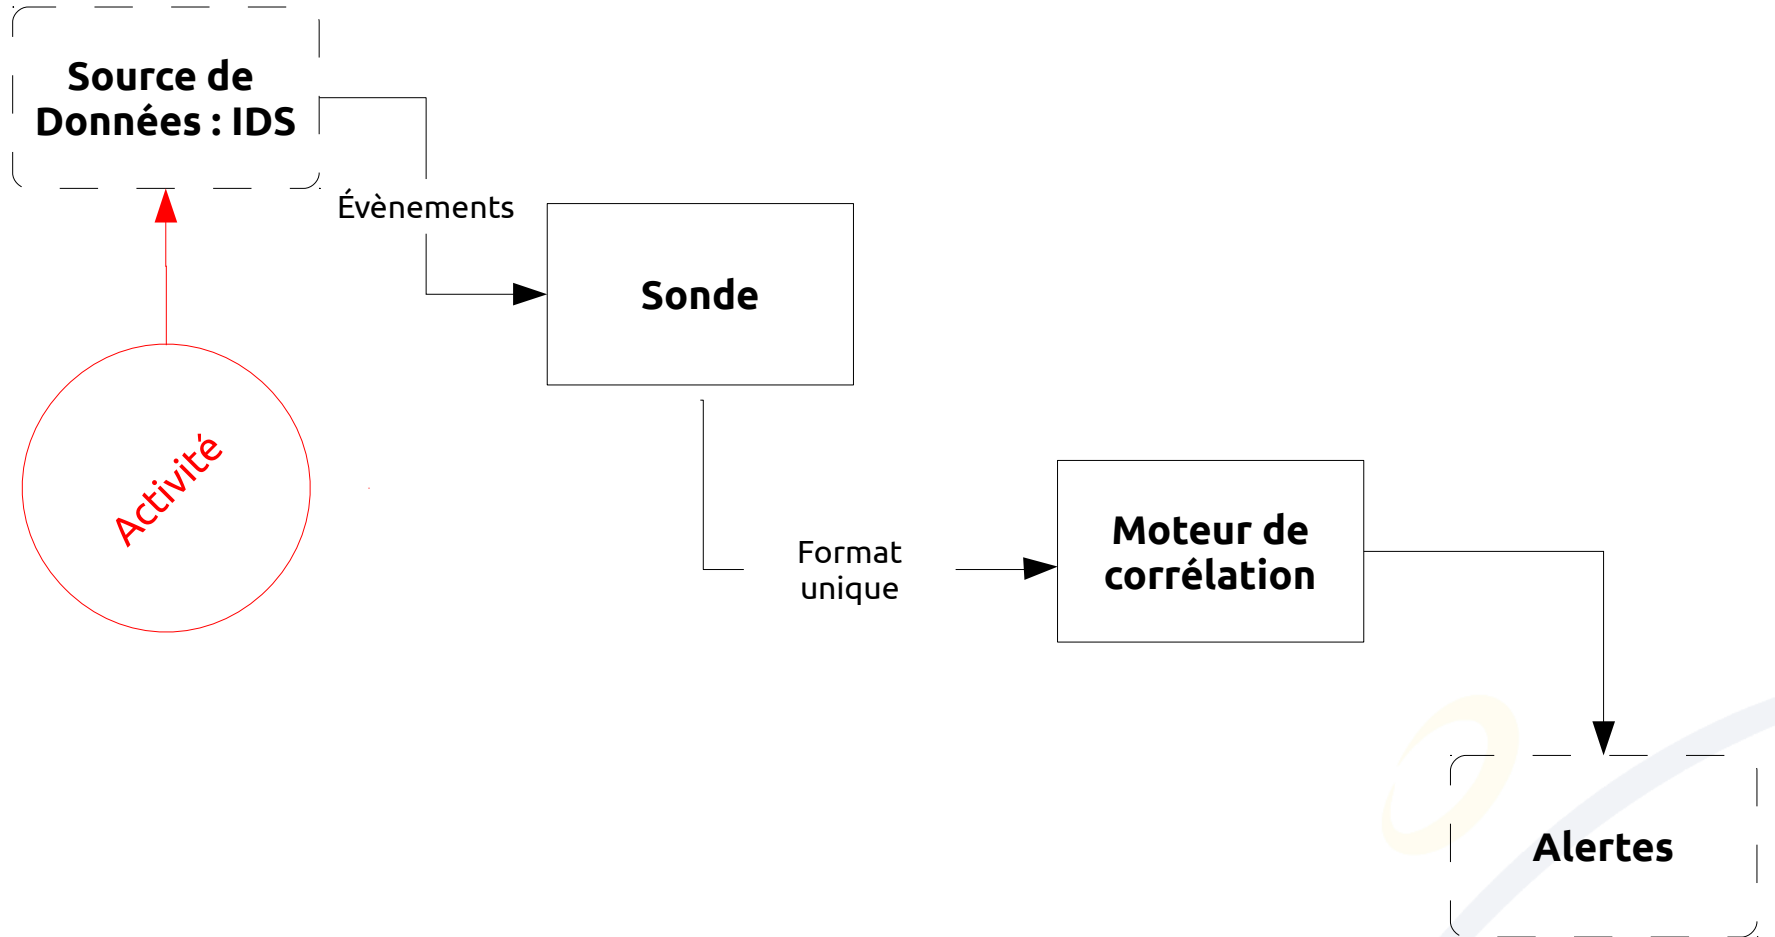 Source de
Données : IDS
Évènements
Sonde
Activité
Format
unique
Moteur de
corrélation
Alertes